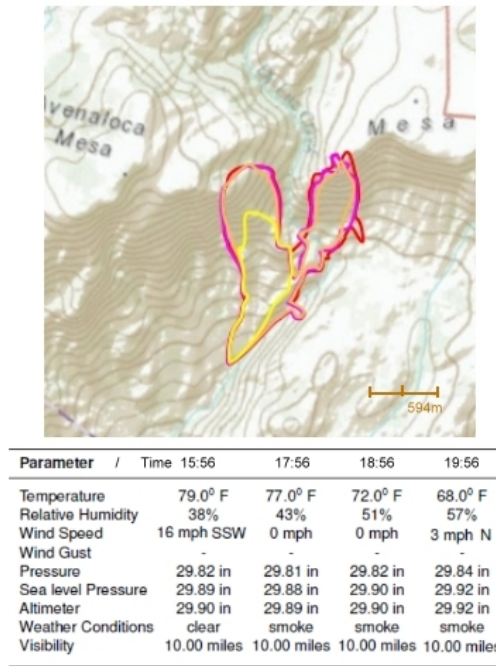 venaloca
Mesa
Mesa
594m
Parameter / Time 15:56 17:56 18:56 19:56
Temperature 79.0⁰ F 77.0⁰ F 72.0⁰ F 68.0⁰ F
Relative Humidity 38% 43% 51% 57%
Wind Speed 16 mph SSW 0 mph 0 mph 3 mph N
Wind Gust - - - -
Pressure 29.82 in 29.81 in 29.82 in 29.84 in
Sea level Pressure 29.89 in 29.88 in 29.90 in 29.92 in
Altimeter 29.90 in 29.89 in 29.90 in 29.92 in
Weather Conditions clear smoke smoke smoke
Visibility 10.00 miles 10.00 miles 10.00 miles 10.00 miles